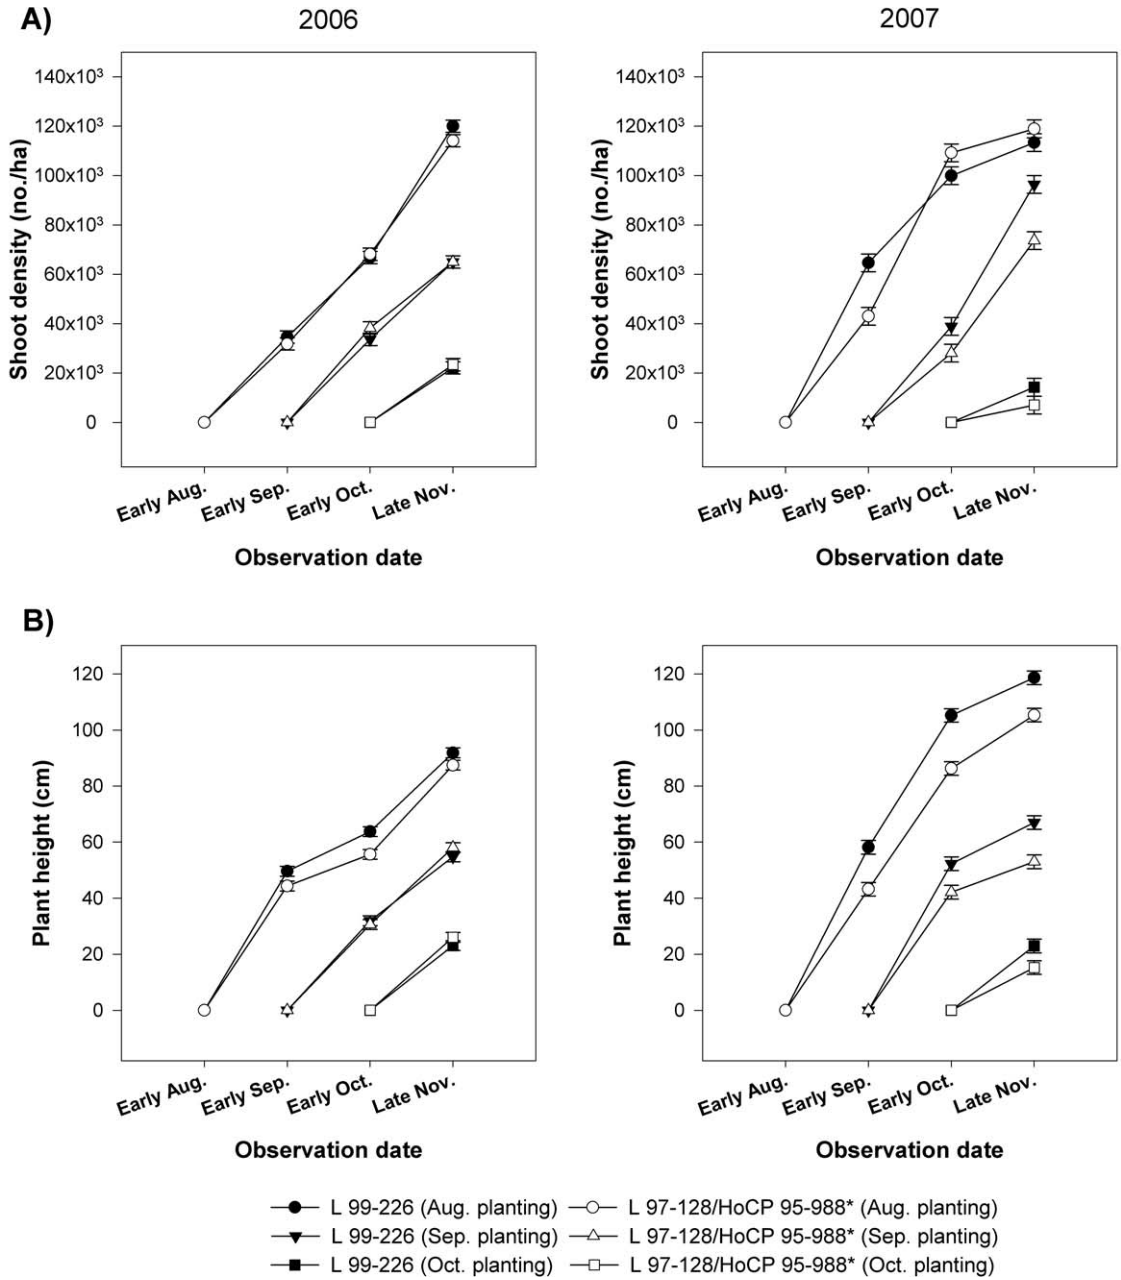 A)
2006
2007
140x10³
120x10³
100x10³
80x10³
60x10³
40x10³
20x10³
0
Shoot density (no./ha)
Early Aug.
Early Sep.
Early Oct.
Late Nov.
Observation date
140x10³
120x10³
100x10³
80x10³
60x10³
40x10³
20x10³
0
Shoot density (no./ha)
Early Aug.
Early Sep.
Early Oct.
Late Nov.
Observation date
B)
120
100
80
60
40
20
0
Plant height (cm)
Early Aug.
Early Sep.
Early Oct.
Late Nov.
Observation date
120
100
80
60
40
20
0
Plant height (cm)
Early Aug.
Early Sep.
Early Oct.
Late Nov.
Observation date
L 99-226 (Aug. planting)
L 97-128/HoCP 95-988* (Aug. planting)
L 99-226 (Sep. planting)
L 97-128/HoCP 95-988* (Sep. planting)
L 99-226 (Oct. planting)
L 97-128/HoCP 95-988* (Oct. planting)